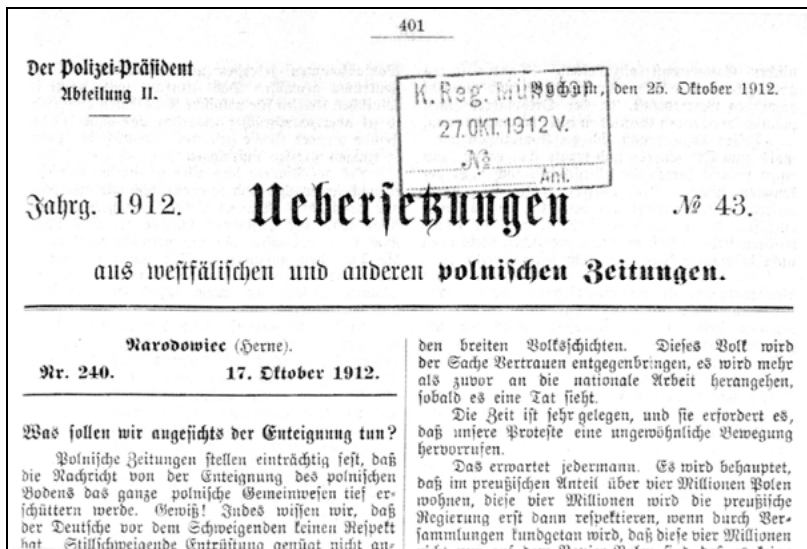 401
Der Polizei-Präsident
Abteilung II.
Bochum, den 25. Oktober 1912.
K. Reg. Münster
27.OKT.1912 V.
№
Anl.
Jahrg. 1912.
Uebersetzungen
№ 43.
aus westfälischen und anderen polnischen Zeitungen.
Narodowiec (Herne).
Nr. 240. 17. Oktober 1912.
Was sollen wir angesichts der Enteignung tun?
Polnische Zeitungen stellen einträchtig fest, daß
die Nachricht von der Enteignung des polnischen
Bodens das ganze polnische Gemeinwesen tief er-
schüttern werde. Gewiß! Indes wissen wir, daß
der Deutsche vor dem Schweigenden keinen Respekt
hat. Stillschweigende Entrüstung genügt nicht an-
den breiten Volksschichten. Dieses Volk wird
der Sache Vertrauen entgegenbringen, es wird mehr
als zuvor an die nationale Arbeit herangehen,
sobald es eine Tat sieht.
Die Zeit ist sehr gelegen, und sie erfordert es,
daß unsere Proteste eine ungewöhnliche Bewegung
hervorrufen.
Das erwartet jedermann. Es wird behauptet,
daß im preußischen Anteil über vier Millionen Polen
wohnen, diese vier Millionen wird die preußische
Regierung erst dann respektieren, wenn durch Ver-
sammlungen kundgetan wird, daß diese vier Millionen